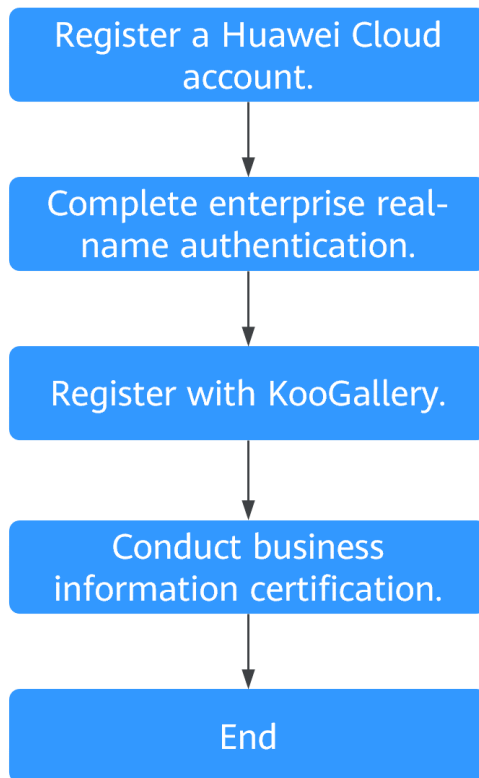 Register a Huawei Cloud
account.
Complete enterprise real-
name authentication.
Register with KooGallery.
Conduct business
information certification.
End